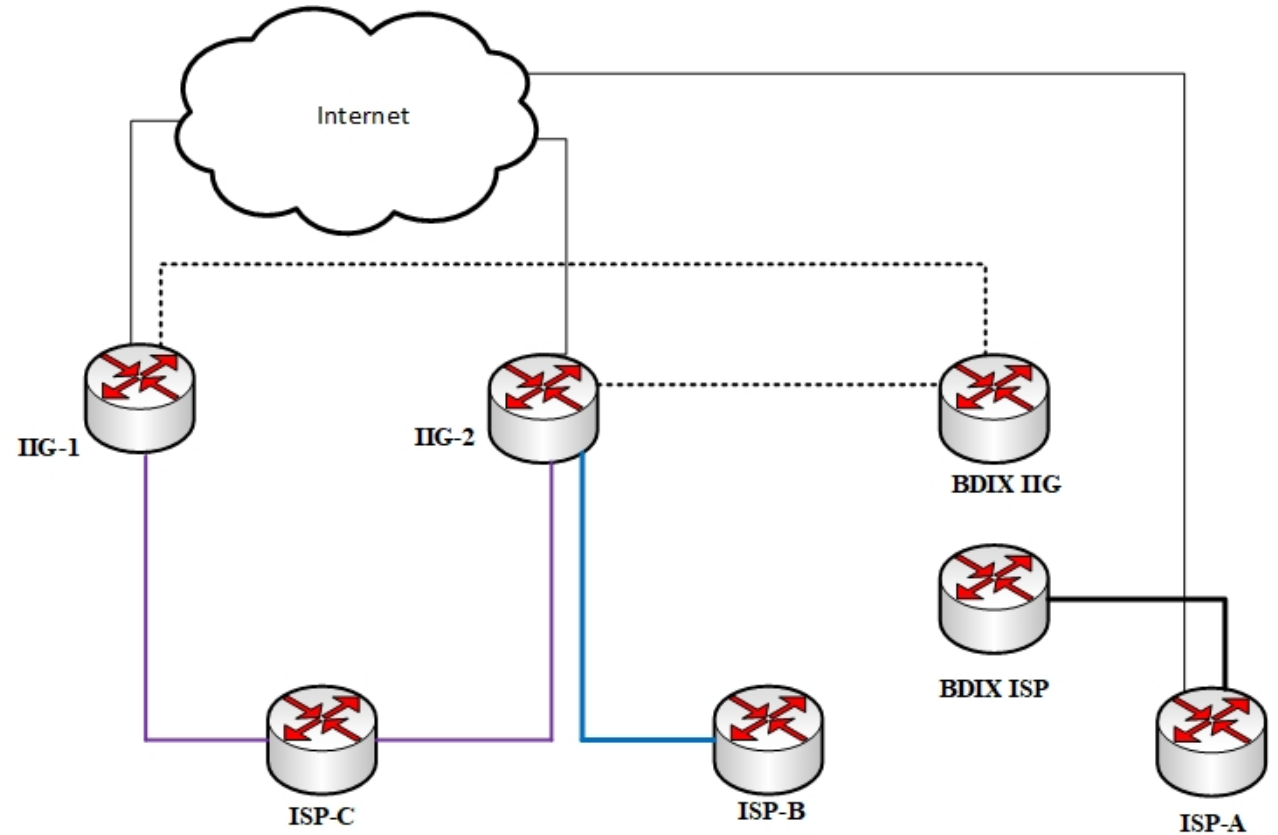 Internet
IIG-1
IIG-2
BDIX IIG
BDIX ISP
ISP-C
ISP-B
ISP-A